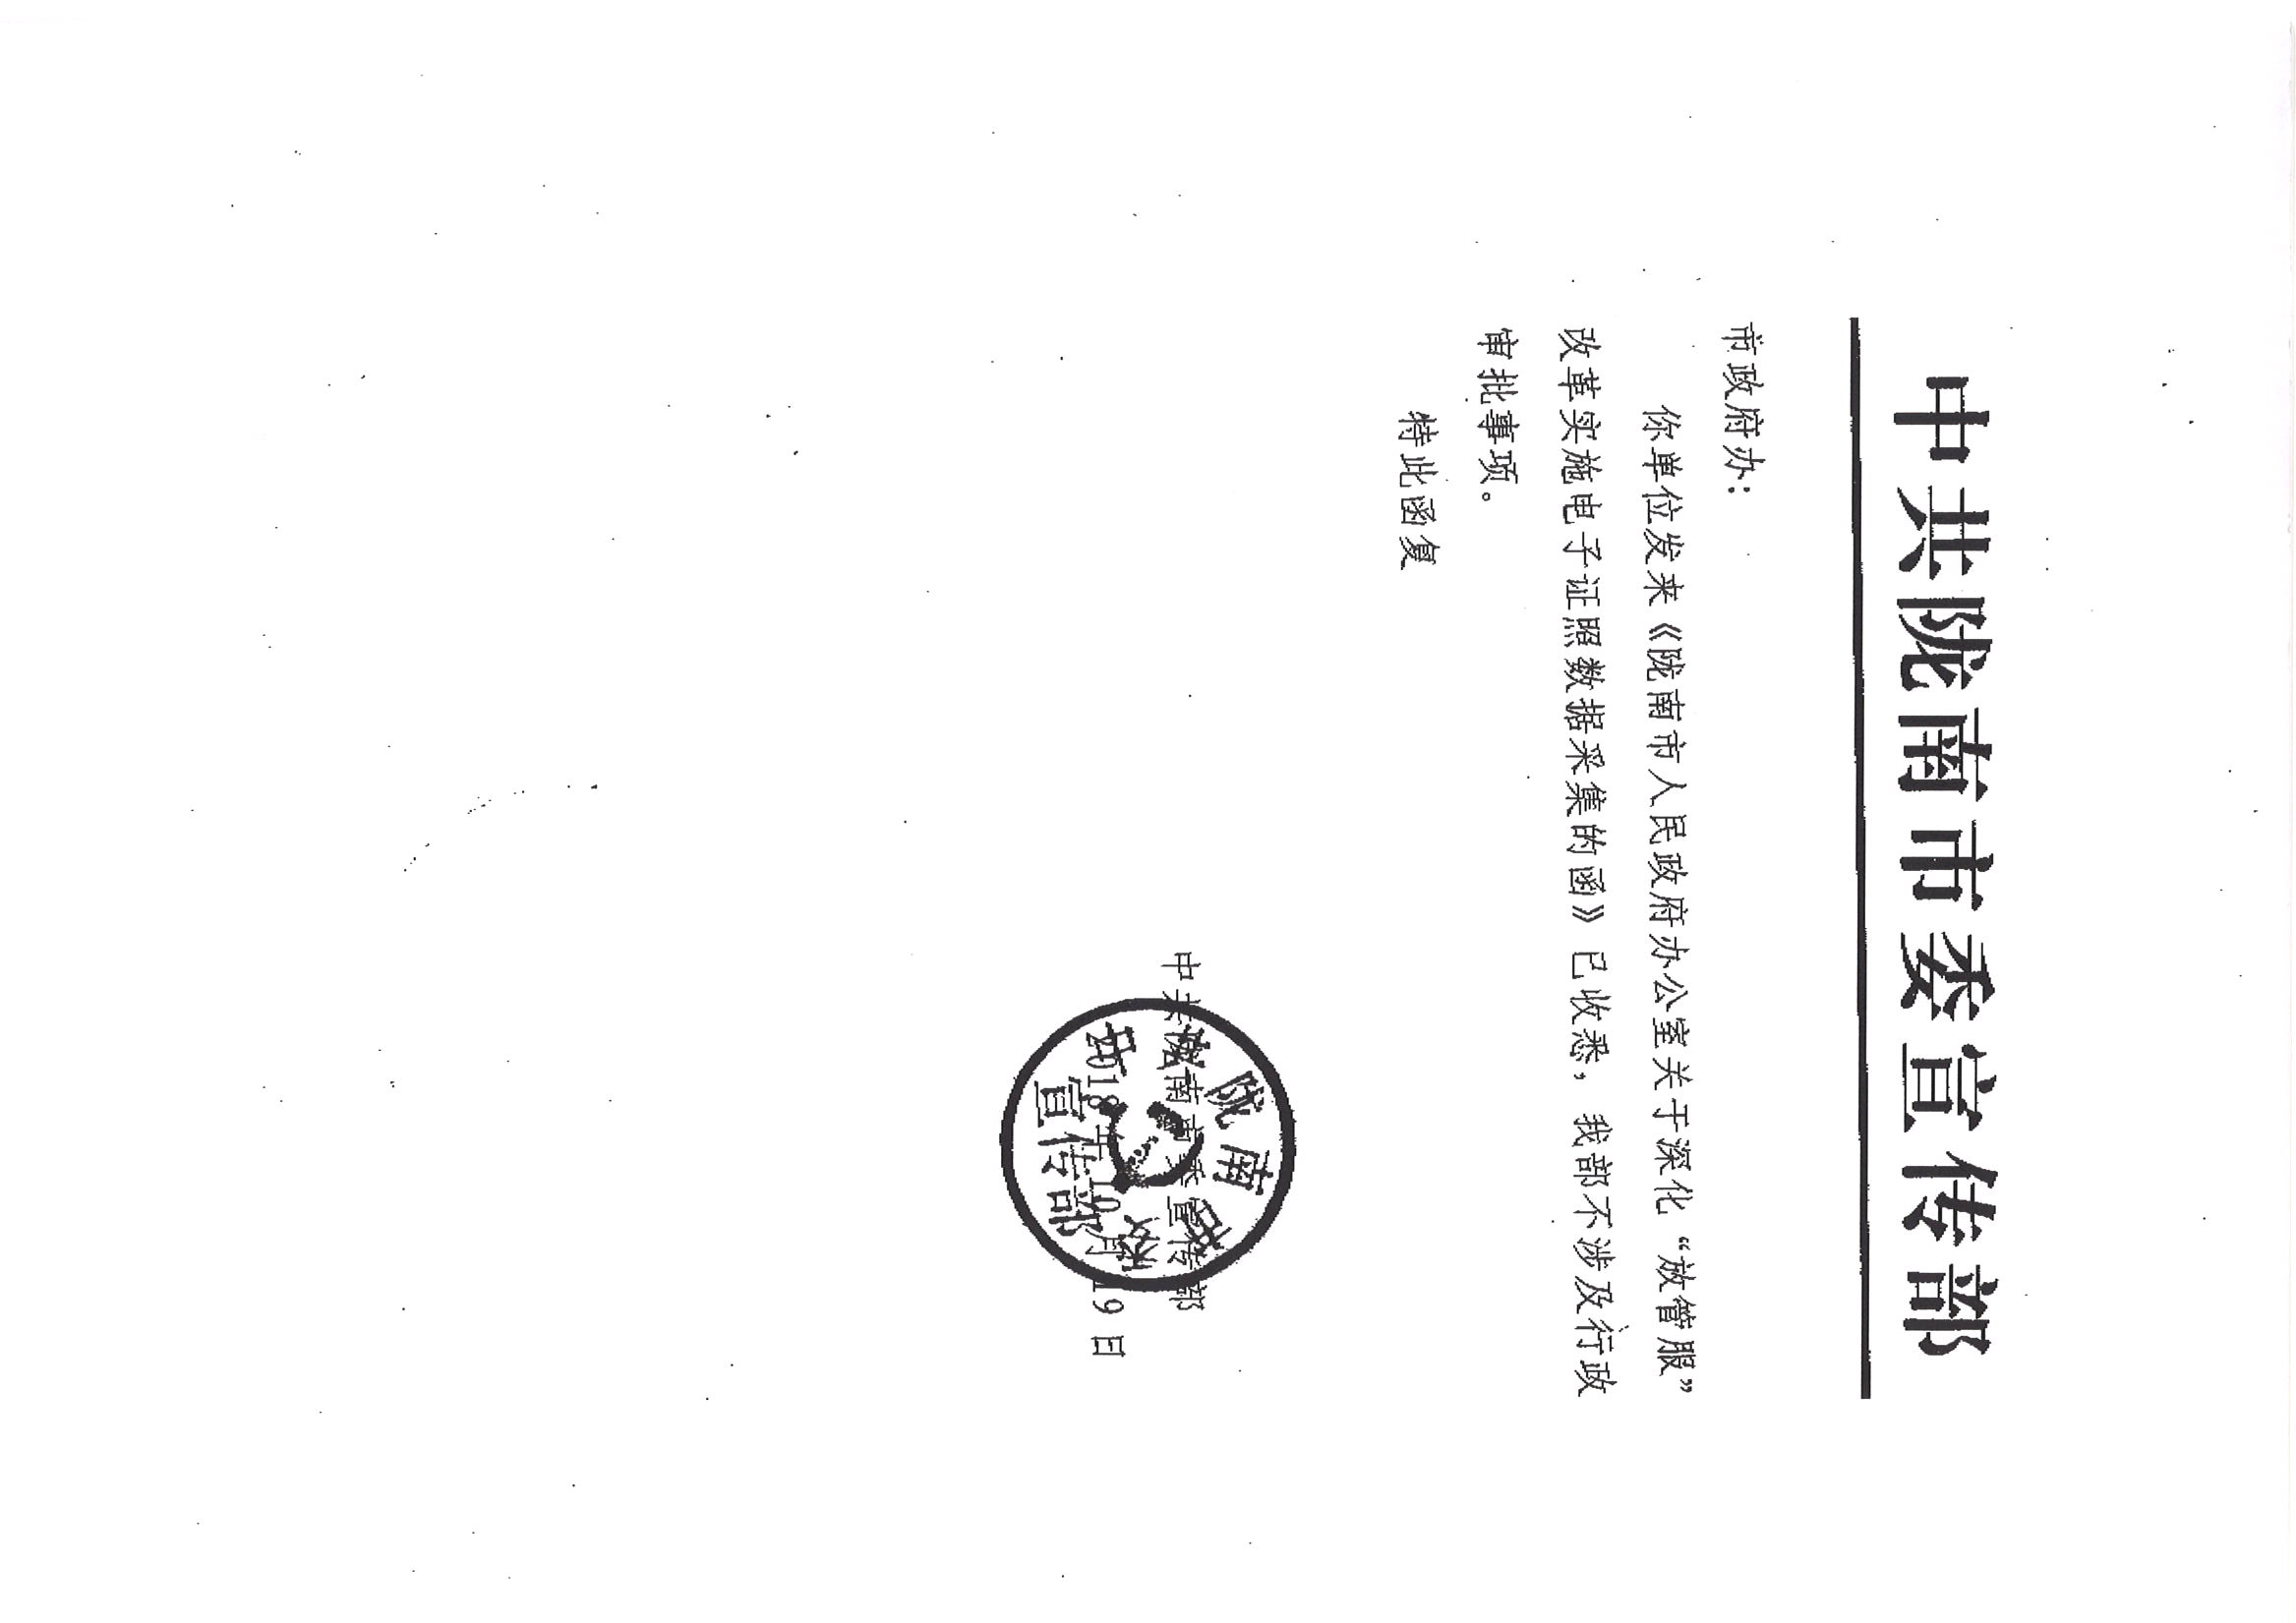 中共陇南市委宣传部
市政府办：
你单位发来《陇南市人民政府办公室关于深化“放管服”
改革实施电子证照数据采集的函》已收悉，我部不涉及行政
审批事项。
特此函复
中共陇南市委宣传部
2018年10月19日
中共陇南市委
宣传部